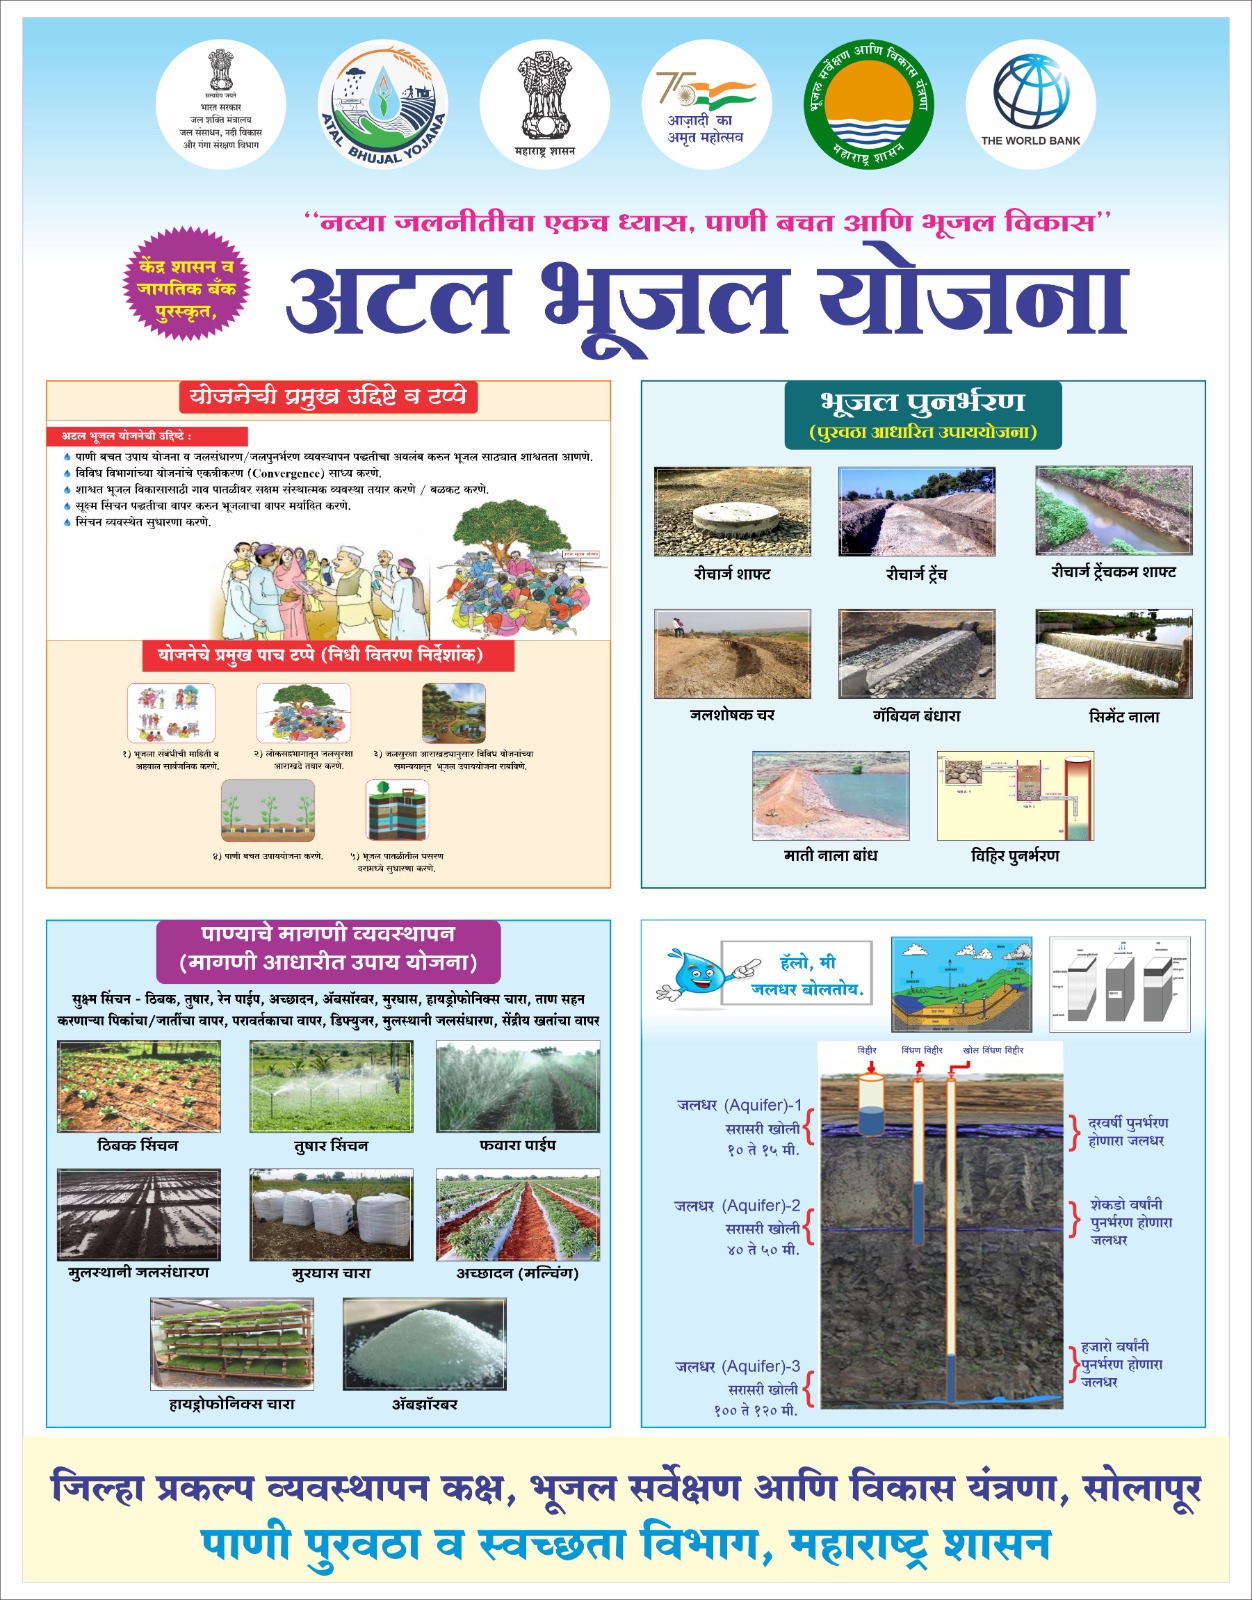 सत्यमेव जयते
भारत सरकार
जल शक्ति मंत्रालय
जल संसाधन, नदी विकास
और गंगा संरक्षण विभाग
ATAL BHUJAL YOJANA
महाराष्ट्र शासन
75
आज़ादी का
अमृत महोत्सव
भूजल सर्वेक्षण आणि विकास यंत्रणा
महाराष्ट्र शासन
THE WORLD BANK
“नव्या जलनीतीचा एकच ध्यास, पाणी बचत आणि भूजल विकास”
केंद्र शासन व
जागतिक बँक
पुरस्कृत,
अटल भूजल योजना
योजनेची प्रमुख उद्दिष्टे व टप्पे
अटल भूजल योजनेची उद्दिष्टे :
पाणी बचत उपाय योजना व जलसंधारण/जलपुनर्भरण व्यवस्थापन पद्धतीचा अवलंब करुन भूजल साठ्यात शाश्वतता आणणे.
विविध विभागांच्या योजनांचे एकत्रीकरण (Convergence) साध्य करणे.
शाश्वत भूजल विकासासाठी गाव पातळीवर सक्षम संस्थात्मक व्यवस्था तयार करणे / बळकट करणे.
सूक्ष्म सिंचन पद्धतीचा वापर करुन भूजलाचा वापर मर्यादित करणे.
सिंचन व्यवस्थेत सुधारणा करणे.
अटल भूजल योजना
योजनेचे प्रमुख पाच टप्पे (निधी वितरण निर्देशांक)
१) भूजला संबंधीची माहिती व
अहवाल सार्वजनिक करणे.
२) लोकसहभागातून जलसुरक्षा
आराखडे तयार करणे.
३) जलसुरक्षा आराखड्यानुसार विविध योजनांच्या
समन्वयातून भूजल उपाययोजना राबविणे.
४) पाणी बचत उपाययोजना करणे.
५) भूजल पातळीतील घसरण
दरामध्ये सुधारणा करणे.
भूजल पुनर्भरण
(पुरवठा आधारित उपाययोजना)
रीचार्ज शाफ्ट
रीचार्ज ट्रेंच
रीचार्ज ट्रेंचकम शाफ्ट
जलशोषक चर
गॅबियन बंधारा
सिमेंट नाला
माती नाला बांध
विहिर पुनर्भरण
पाण्याचे मागणी व्यवस्थापन
(मागणी आधारीत उपाय योजना)
सुक्ष्म सिंचन - ठिबक, तुषार, रेन पाईप, अच्छादन, ॲबसॉरबर, मुरघास, हायड्रोफोनिक्स चारा, ताण सहन
करणाऱ्या पिकांचा/जातींचा वापर, परावर्तकाचा वापर, डिफ्युजर, मुलस्थानी जलसंधारण, सेंद्रीय खतांचा वापर
ठिबक सिंचन
तुषार सिंचन
फवारा पाईप
मुलस्थानी जलसंधारण
मुरघास चारा
अच्छादन (मल्चिंग)
हायड्रोफोनिक्स चारा
ॲबझॉरबर
हॅलो, मी
जलधर बोलतोय.
विहीर
विंधण विहीर
खोल विंधण विहीर
जलधर (Aquifer)-1
सरासरी खोली
१० ते १५ मी.
दरवर्षी पुनर्भरण
होणारा जलधर
जलधर (Aquifer)-2
सरासरी खोली
४० ते ५० मी.
शेकडो वर्षांनी
पुनर्भरण होणारा
जलधर
जलधर (Aquifer)-3
सरासरी खोली
१०० ते १२० मी.
हजारो वर्षांनी
पुनर्भरण होणारा
जलधर
जिल्हा प्रकल्प व्यवस्थापन कक्ष, भूजल सर्वेक्षण आणि विकास यंत्रणा, सोलापूर
पाणी पुरवठा व स्वच्छता विभाग, महाराष्ट्र शासन